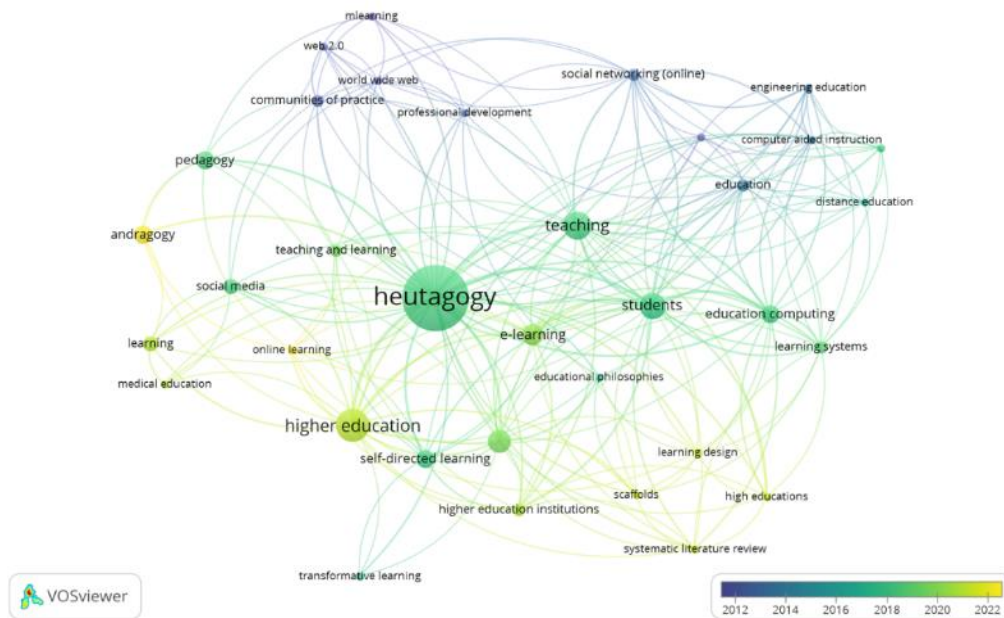 mlearning
web 2.0
world wide web
communities of practice
professional development
social networking (online)
engineering education
computer aided instruction
pedagogy
education
distance education
andragogy
teaching and learning
teaching
social media
heutagogy
students
education computing
learning
online learning
e-learning
learning systems
medical education
educational philosophies
higher education
self-directed learning
learning design
scaffolds
high educations
higher education institutions
systematic literature review
transformative learning
VOSviewer
2012 2014 2016 2018 2020 2022